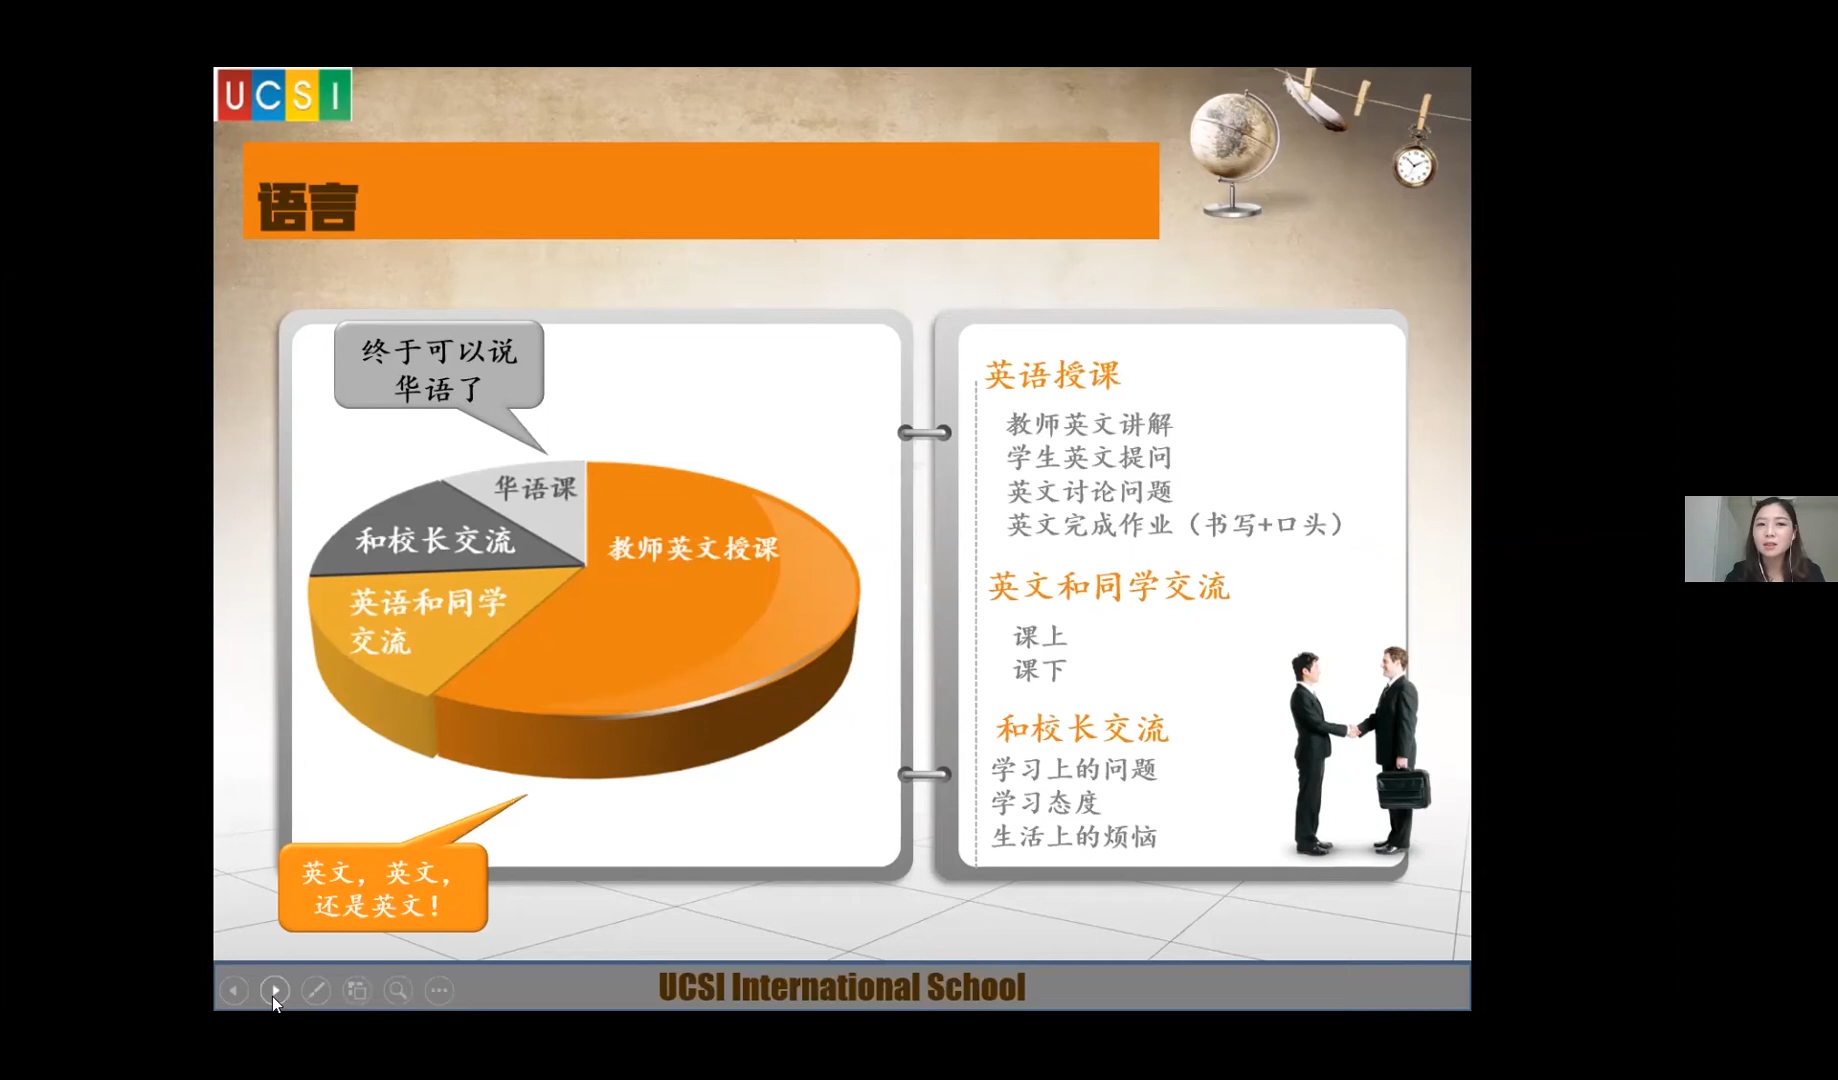 UCSI
语言
终于可以说
华语了
华语课
和校长交流
教师英文授课
英语和同学
交流
英文，英文，
还是英文！
英语授课
教师英文讲解
学生英文提问
英文讨论问题
英文完成作业（书写+口头）
英文和同学交流
课上
课下
和校长交流
学习上的问题
学习态度
生活上的烦恼
UCSI International School